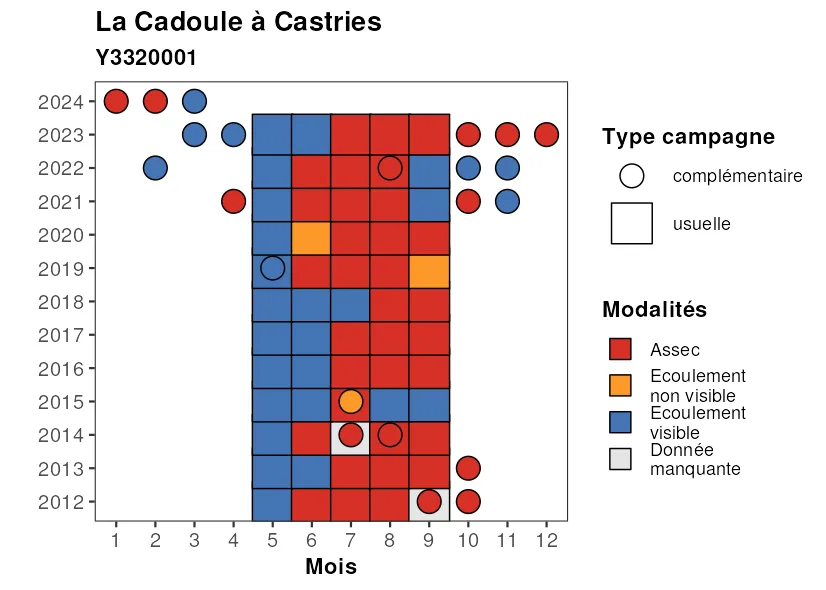 La Cadoule à Castries
Y3320001
2024
2023
2022
2021
2020
2019
2018
2017
2016
2015
2014
2013
2012
1 2 3 4 5 6 7 8 9 10 11 12
Mois
Type campagne
complémentaire
usuelle
Modalités
Assec
Ecoulement
non visible
Ecoulement
visible
Donnée
manquante